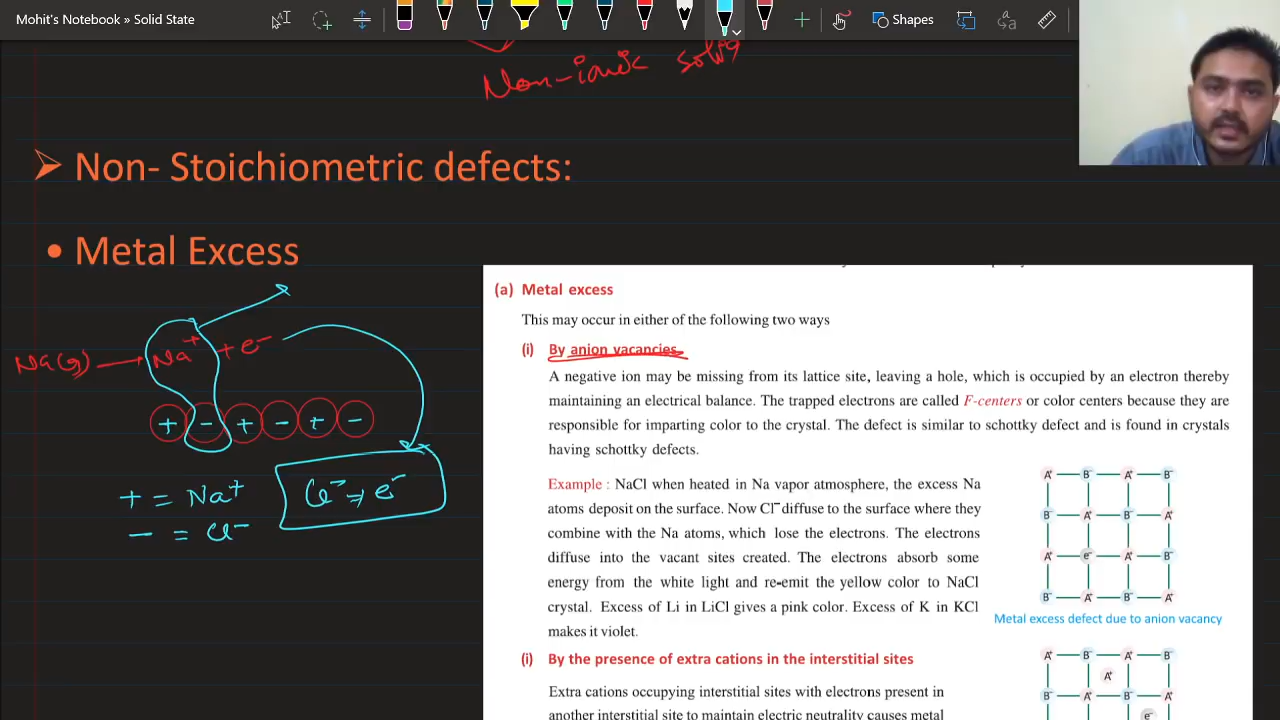 Mohit's Notebook » Solid State
Shapes
Non-ionic solid
Non- Stoichiometric defects:
• Metal Excess
Na(g) → Na⁺ + e⁻
+ - + - + -
+ = Na⁺
- = Cl⁻
Cl⁻ → e⁻
(a) Metal excess
This may occur in either of the following two ways
(i) By anion vacancies
A negative ion may be missing from its lattice site, leaving a hole, which is occupied by an electron thereby
maintaining an electrical balance. The trapped electrons are called F-centers or color centers because they are
responsible for imparting color to the crystal. The defect is similar to schottky defect and is found in crystals
having schottky defects.
Example : NaCl when heated in Na vapor atmosphere, the excess Na
atoms deposit on the surface. Now Cl⁻ diffuse to the surface where they
combine with the Na atoms, which lose the electrons. The electrons
diffuse into the vacant sites created. The electrons absorb some
energy from the white light and re-emit the yellow color to NaCl
crystal. Excess of Li in LiCl gives a pink color. Excess of K in KCl
makes it violet.
A⁺ B⁻ A⁺ B⁻
B⁻ A⁺ B⁻ A⁺
A⁺ e⁻ A⁺ B⁻
B⁻ A⁺ B⁻ A⁺
Metal excess defect due to anion vacancy
(i) By the presence of extra cations in the interstitial sites
Extra cations occupying interstitial sites with electrons present in
another interstitial site to maintain electric neutrality causes metal
A⁺ B⁻ A⁺ B⁻
A⁺
B⁻ A⁺ B⁻ A⁺
e⁻